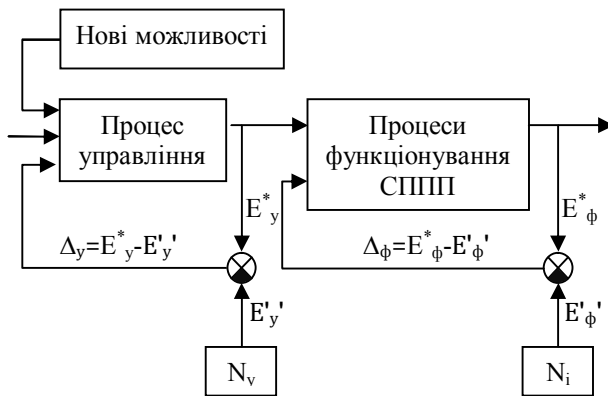 Нові можливості
Процес
управління
Процеси
функціонування
СППП
E*у
E*ф
Δу=E*у-E'у'
Δф=E*ф-E'ф'
E'у'
E'ф'
Nv
Ni